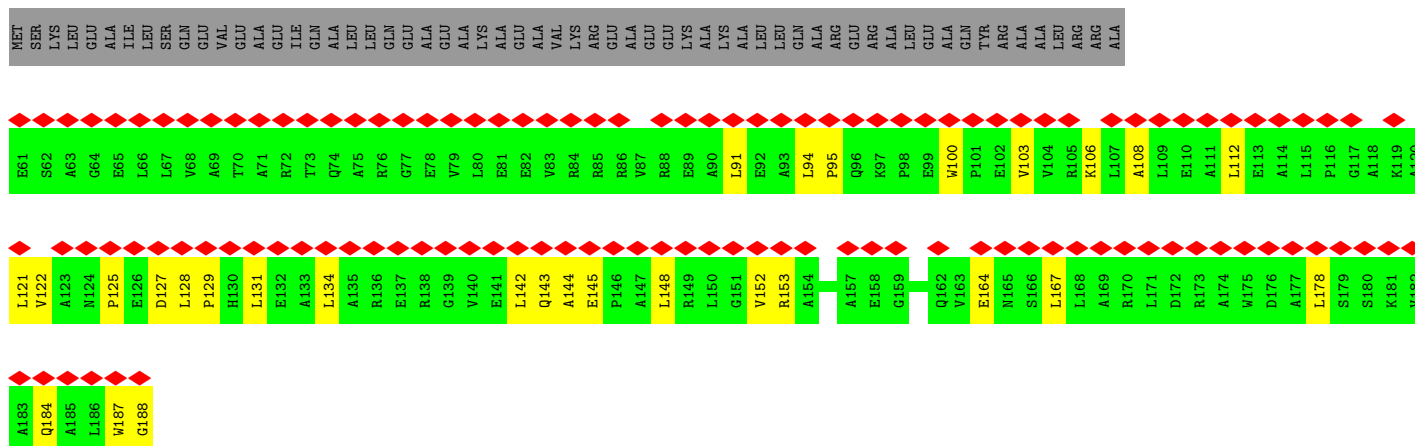 MET SER LYS LEU GLU ALA ILE LEU SER GLN GLU VAL GLU ALA GLU ILE GLN ALA LEU LEU GLN GLU ALA GLU ALA LYS ALA GLU ALA VAL LYS ARG GLU ALA GLU GLU LYS ALA LYS ALA LEU LEU GLN ALA ARG GLU ARG ALA LEU GLU ALA GLN TYR ARG ALA ALA LEU ARG ARG ALA
E61 S62 A63 G64 E65 L66 L67 V68 A69 T70 A71 R72 T73 Q74 A75 R76 G77 E78 V79 L80 E81 E82 V83 R84 R85 R86 V87 R88 E89 A90 L91 E92 A93 L94 P95 Q96 K97 P98 E99 W100 P101 E102 V103 V104 R105 K106 L107 A108 L109 E110 A111 L112 E113 A114 L115 P116 G117 A118 K119
L121 V122 A123 N124 P125 E126 D127 L128 P129 H130 L131 E132 A133 L134 A135 R136 E137 R138 G139 V140 E141 L142 Q143 A144 E145 P146 A147 L148 R149 L150 G151 V152 R153 A154 A157 E158 G159 Q162 V163 E164 N165 S166 L167 L168 A169 R170 L171 D172 R173 A174 W175 D176 A177 L178 S179 S180 K181
A183 Q184 A185 L186 W187 G188